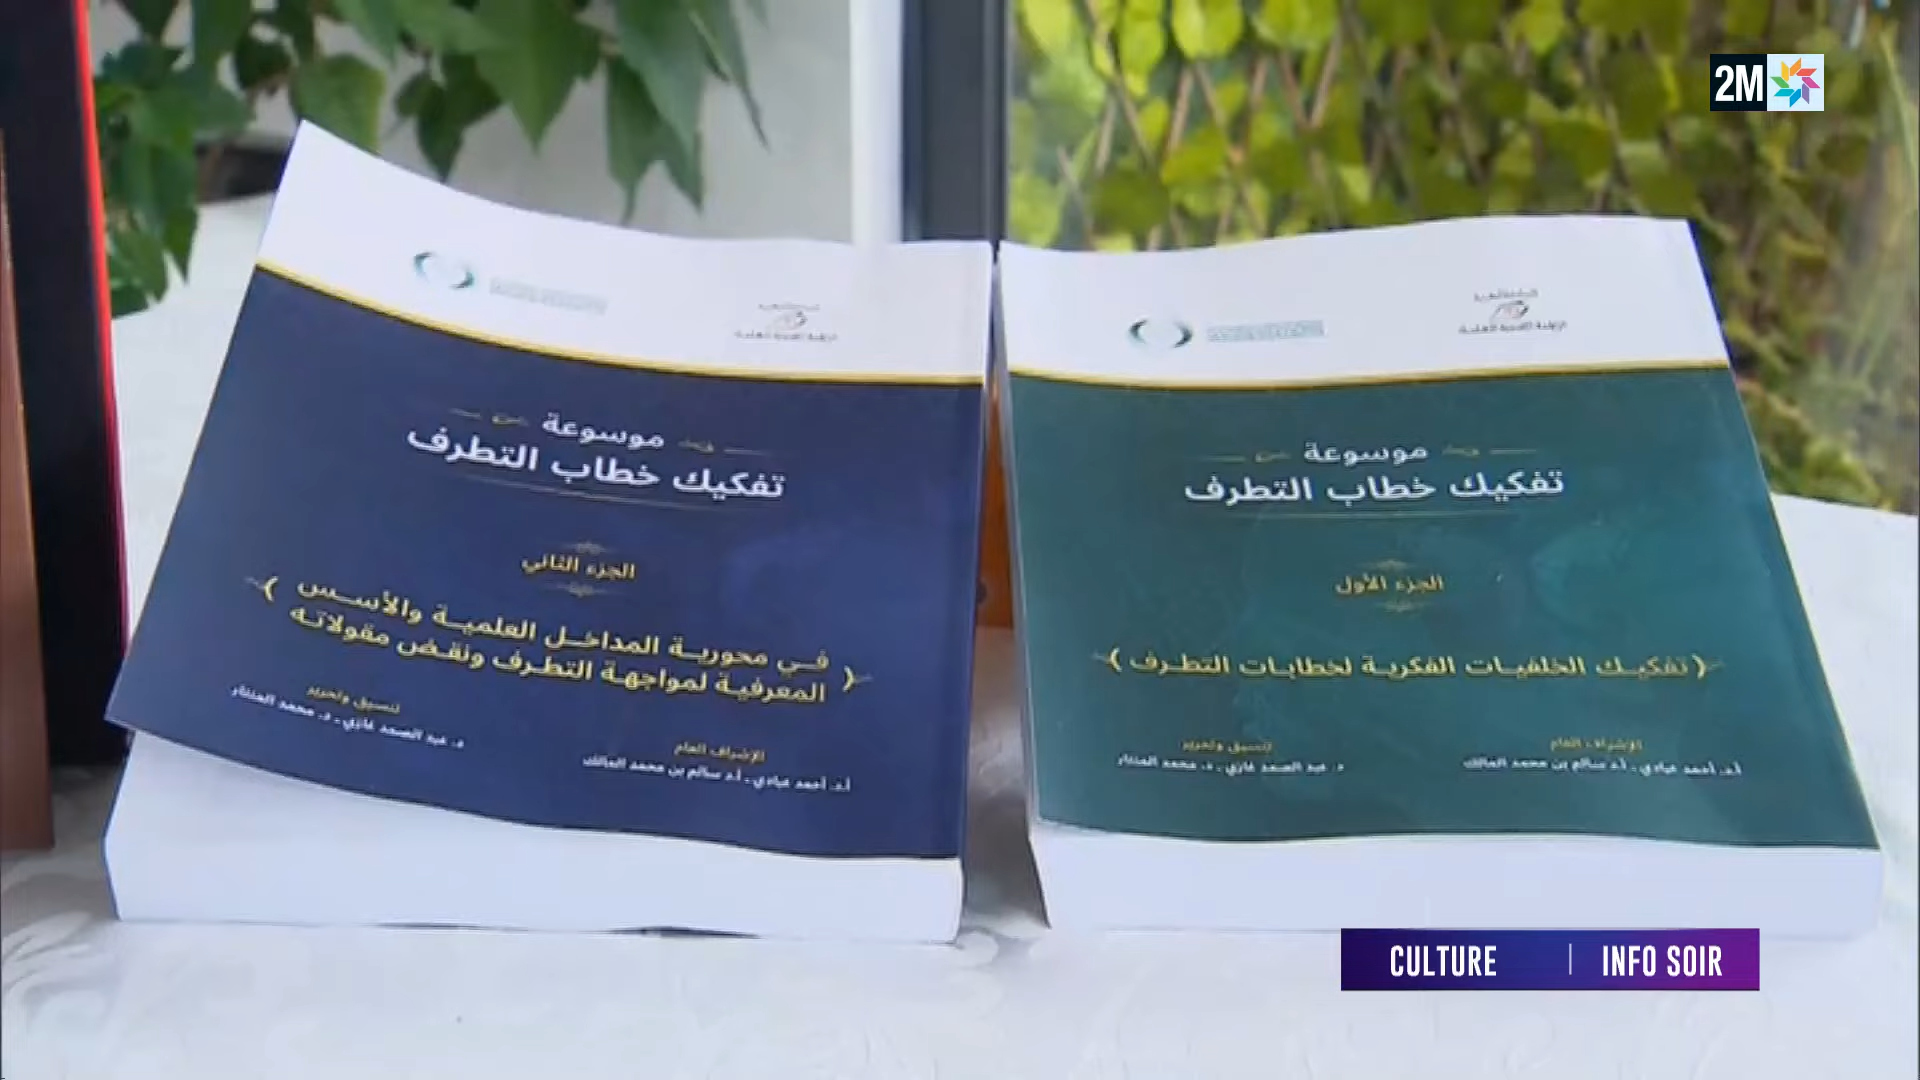 2M
موسوعة
تفكيك خطاب التطرف
الجزء الأول
تفكيك الخلفيات الفكرية لخطابات التطرف
الإشراف العام
أ.د. أحمد عبادي - أ.د سالم بن محمد المالك
تنسيق وتحرير
د. عبد الصمد غازي - د. محمد المنتار
موسوعة
تفكيك خطاب التطرف
الجزء الثاني
في محورية المداخل العلمية والأسس
المعرفية لمواجهة التطرف ونقض مقولاته
الإشراف العام
أ.د. أحمد عبادي - أ.د سالم بن محمد المالك
تنسيق وتحرير
د. عبد الصمد غازي - د. محمد المنتار
CULTURE | INFO SOIR